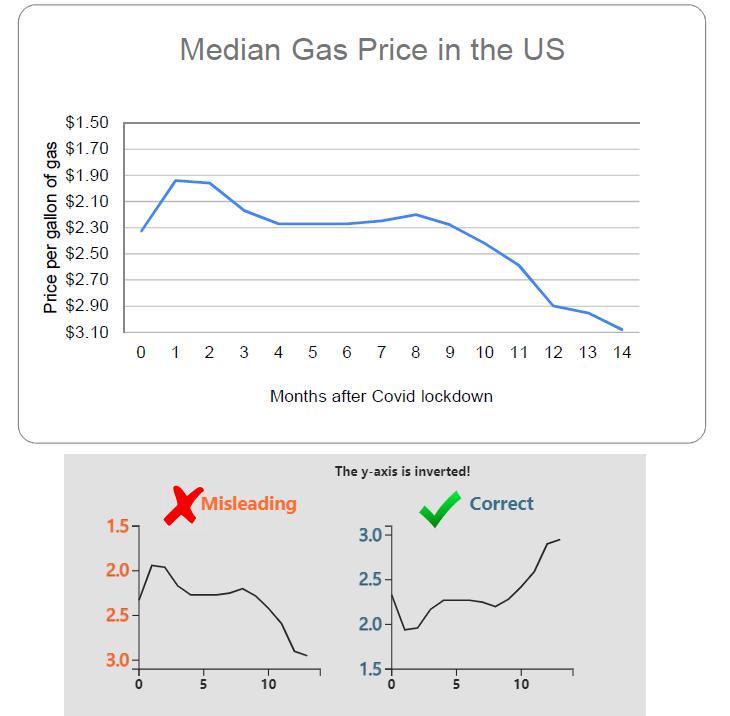 Median Gas Price in the US
Price per gallon of gas
$1.50
$1.70
$1.90
$2.10
$2.30
$2.50
$2.70
$2.90
$3.10
0 1 2 3 4 5 6 7 8 9 10 11 12 13 14
Months after Covid lockdown
The y-axis is inverted!
Misleading
1.5
2.0
2.5
3.0
0 5 10
Correct
3.0
2.5
2.0
1.5
0 5 10